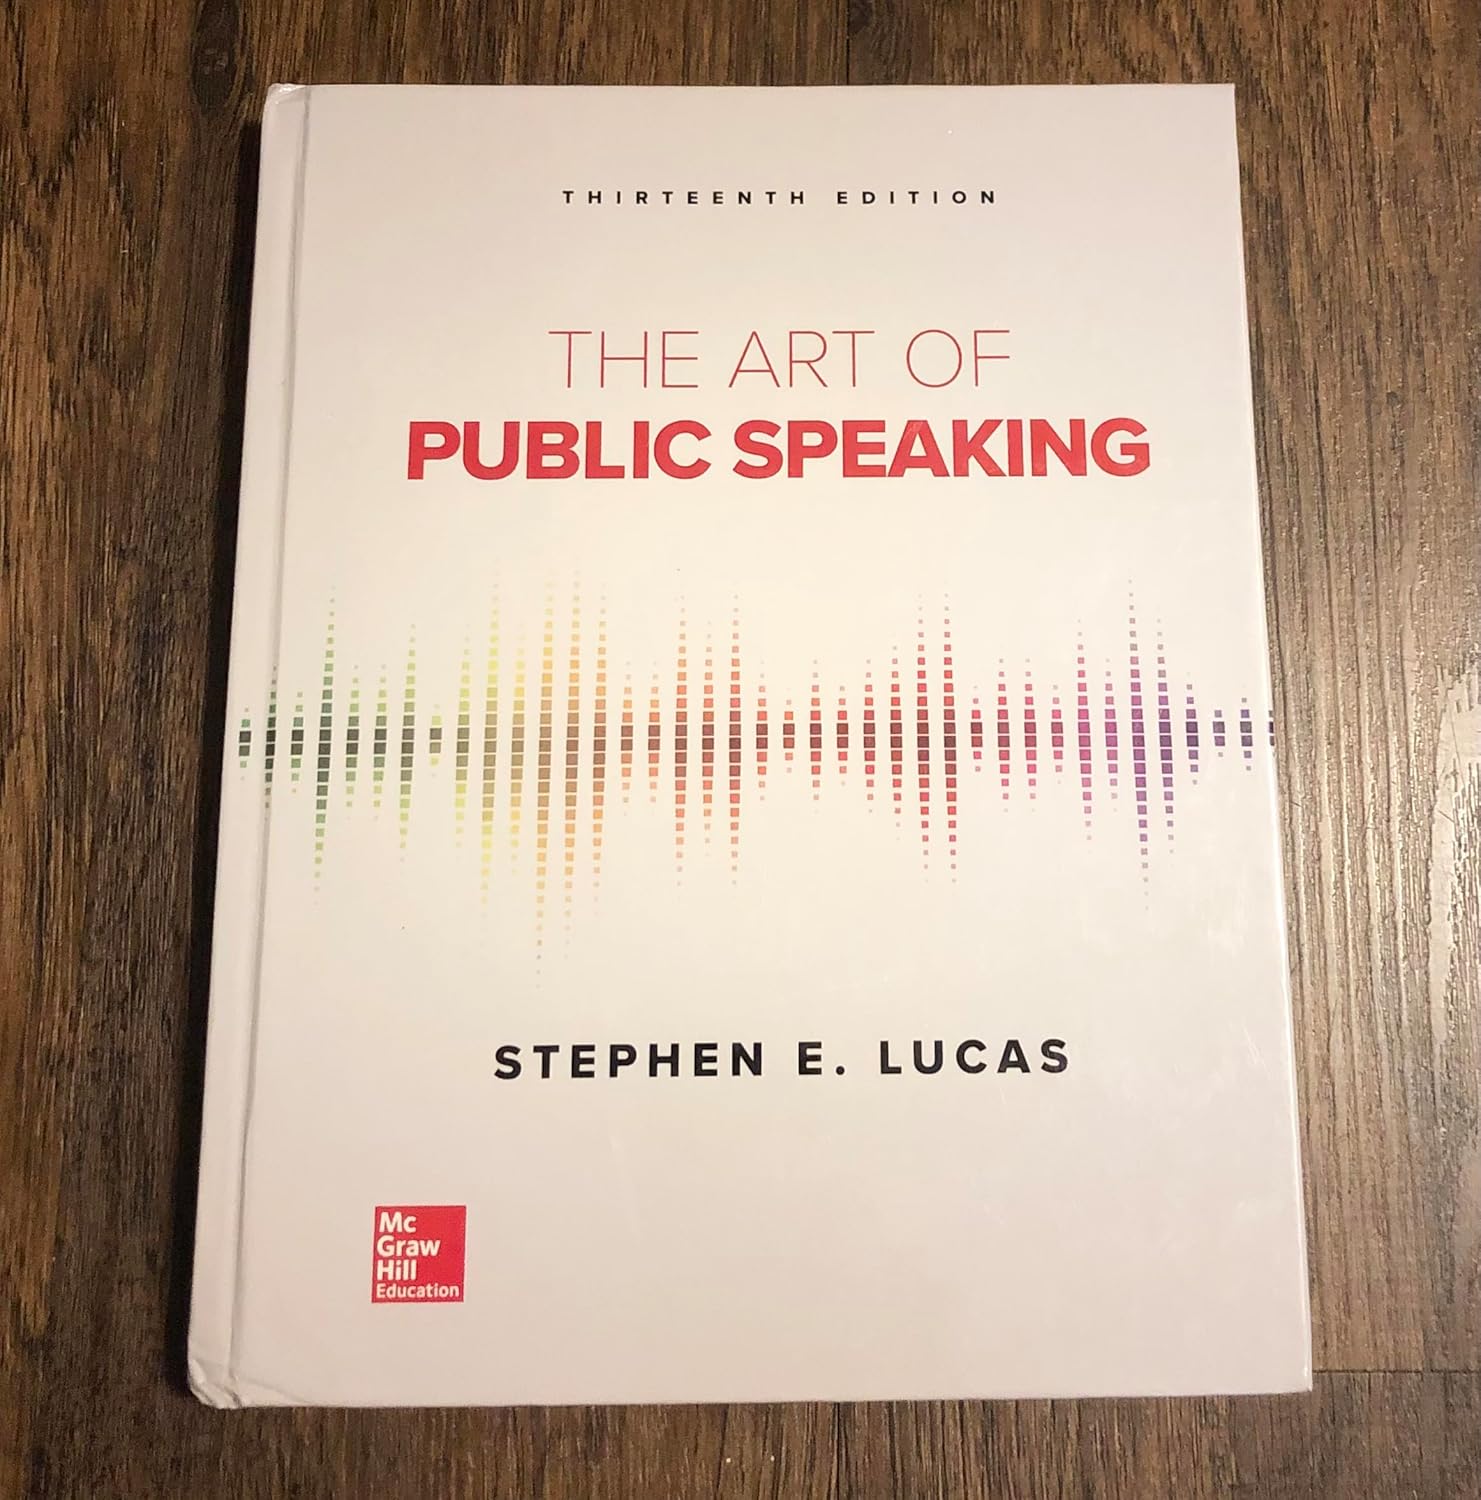 THIRTEENTH EDITION
THE ART OF
PUBLIC SPEAKING
STEPHEN E. LUCAS
Mc
Graw
Hill
Education